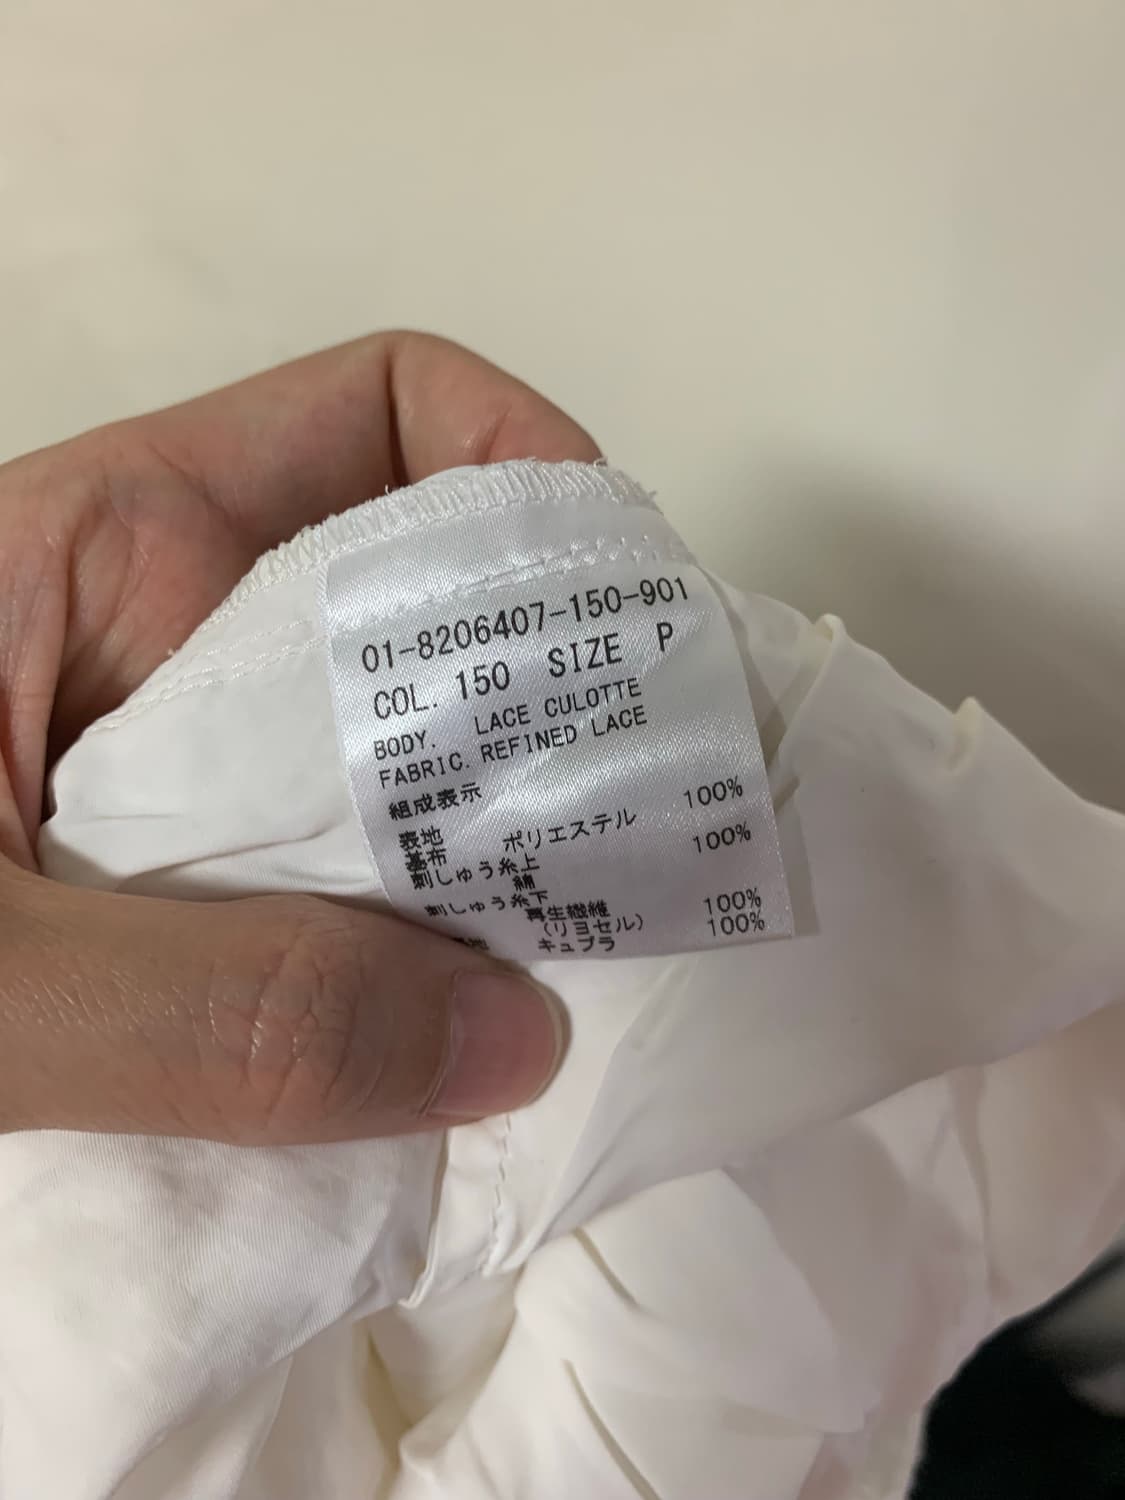 01-8206407-150-901
COL. 150 SIZE P
BODY. LACE CULOTTE
FABRIC. REFINED LACE
組成表示
表地
基布 ポリエステル 100%
刺しゅう糸上
綿 100%
刺しゅう糸下
再生繊維
(リヨセル) 100%
地 キュプラ 100%